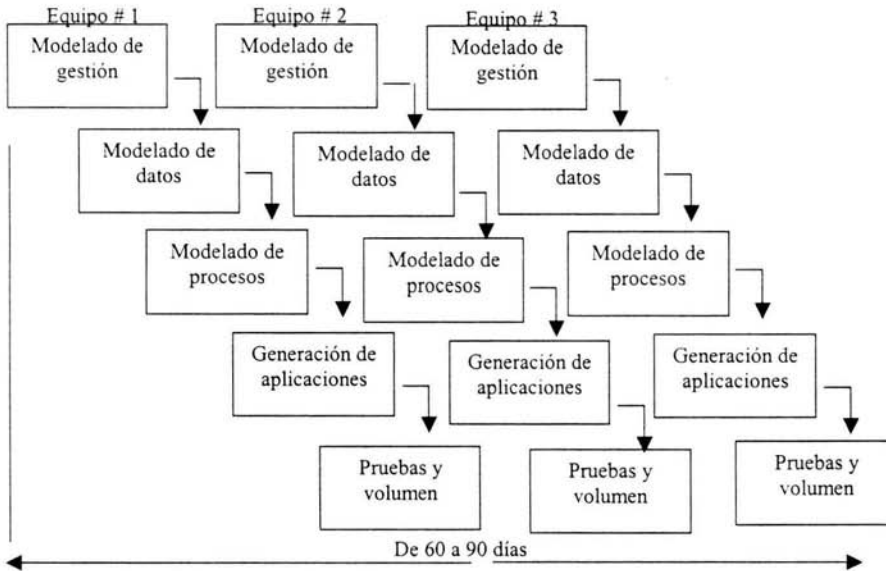 Equipo # 1 Equipo # 2 Equipo # 3
Modelado de
gestión
Modelado de
gestión
Modelado de
gestión
Modelado de
datos
Modelado de
datos
Modelado de
datos
Modelado de
procesos
Modelado de
procesos
Modelado de
procesos
Generación de
aplicaciones
Generación de
aplicaciones
Generación de
aplicaciones
Pruebas y
volumen
Pruebas y
volumen
Pruebas y
volumen
De 60 a 90 días